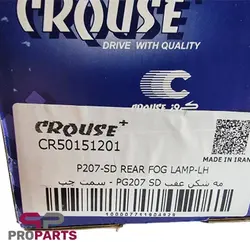 CROUSE
DRIVE WITH QUALITY
کروز
CROUSE+
CR50151201
MADE IN IRAN
P207-SD REAR FOG LAMP-LH
مه شکن عقب PG207 SD - سمت چپ
PROPARTS